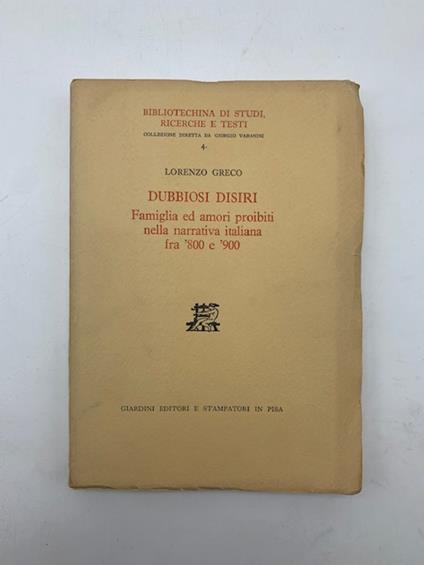 BIBLIOTECHINA DI STUDI,
RICERCHE E TESTI
COLLEZIONE DIRETTA DA GIORGIO VARANINI
4.
LORENZO GRECO
DUBBIOSI DISIRI
Famiglia ed amori proibiti
nella narrativa italiana
fra '800 e '900
GIARDINI EDITORI E STAMPATORI IN PISA